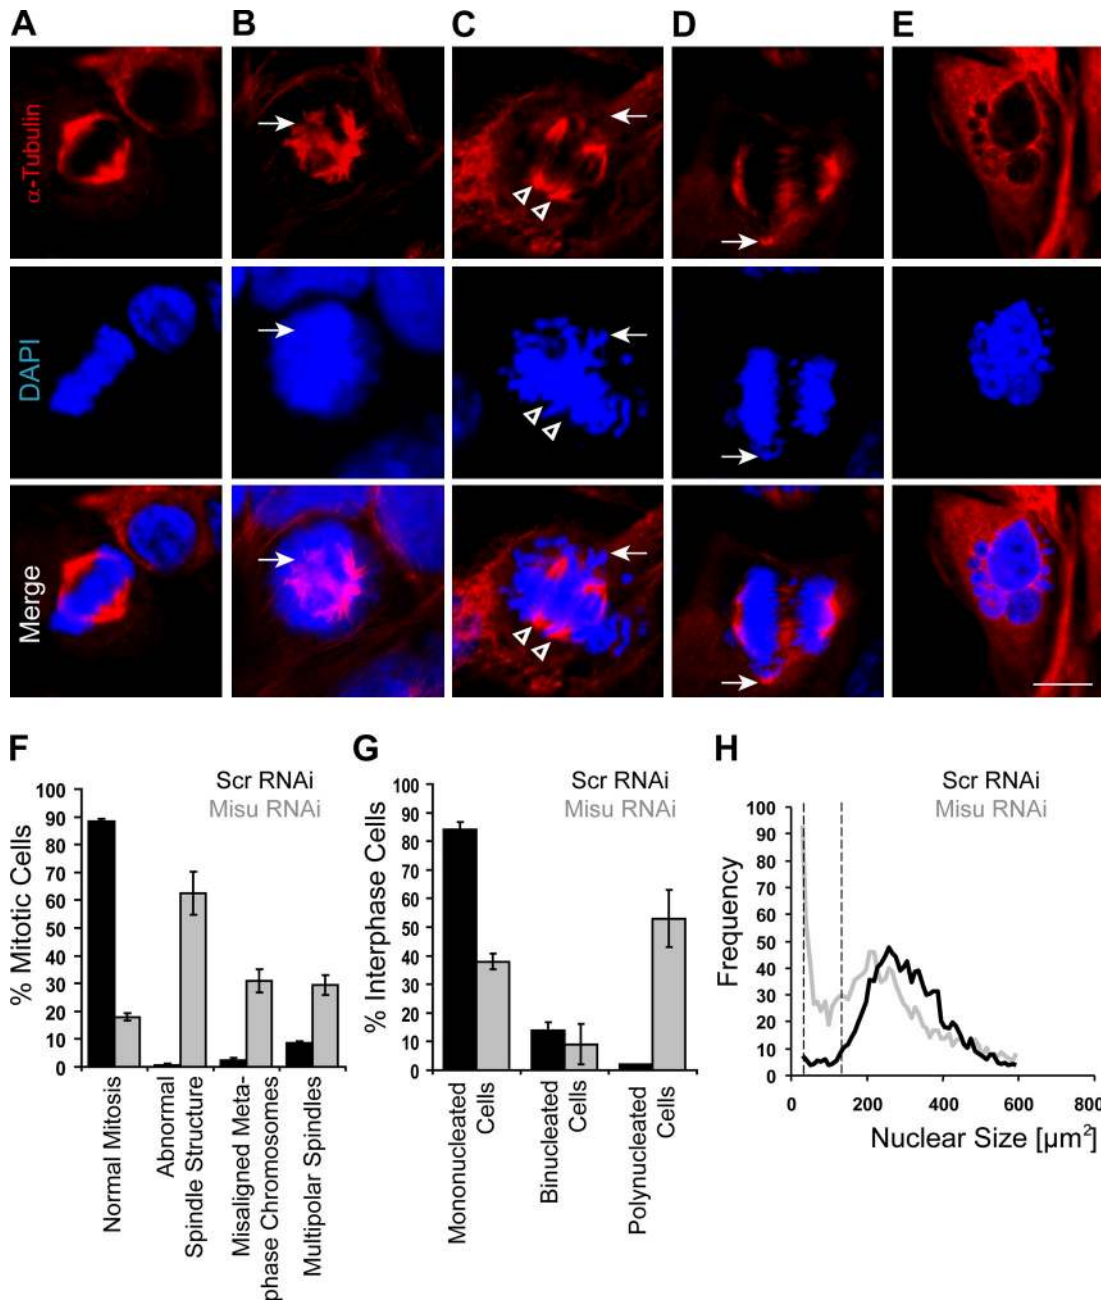 A
B
C
D
E
α-Tubulin
DAPI
Merge
F
Scr RNAi
Misu RNAi
% Mitotic Cells
100
90
80
70
60
50
40
30
20
10
0
Normal Mitosis
Abnormal
Spindle Structure
Misaligned Meta-
phase Chromosomes
Multipolar Spindles
G
Scr RNAi
Misu RNAi
% Interphase Cells
100
90
80
70
60
50
40
30
20
10
0
Mononucleated
Cells
Binucleated
Cells
Polynucleated
Cells
H
Scr RNAi
Misu RNAi
Frequency
100
90
80
70
60
50
40
30
20
10
0
0 200 400 600 800
Nuclear Size [µm²]